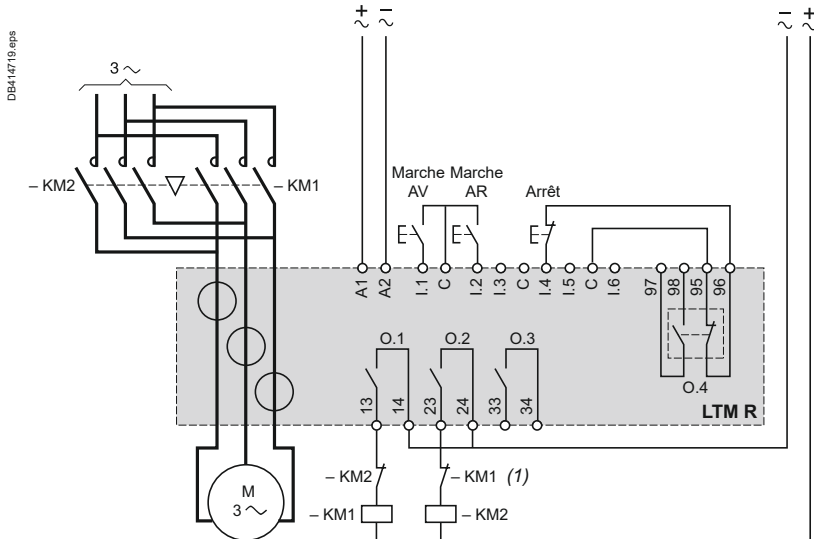 DB414719.eps
3 ~
+
~
–
~
–
~
+
~
– KM2
– KM1
Marche
AV
Marche
AR
Arrêt
A1
A2
I.1
C
I.2
I.3
C
I.4
I.5
C
I.6
97
98
95
96
O.1
O.2
O.3
O.4
13
14
23
24
33
34
LTM R
M
3 ~
– KM2
– KM1 (1)
– KM1
– KM2